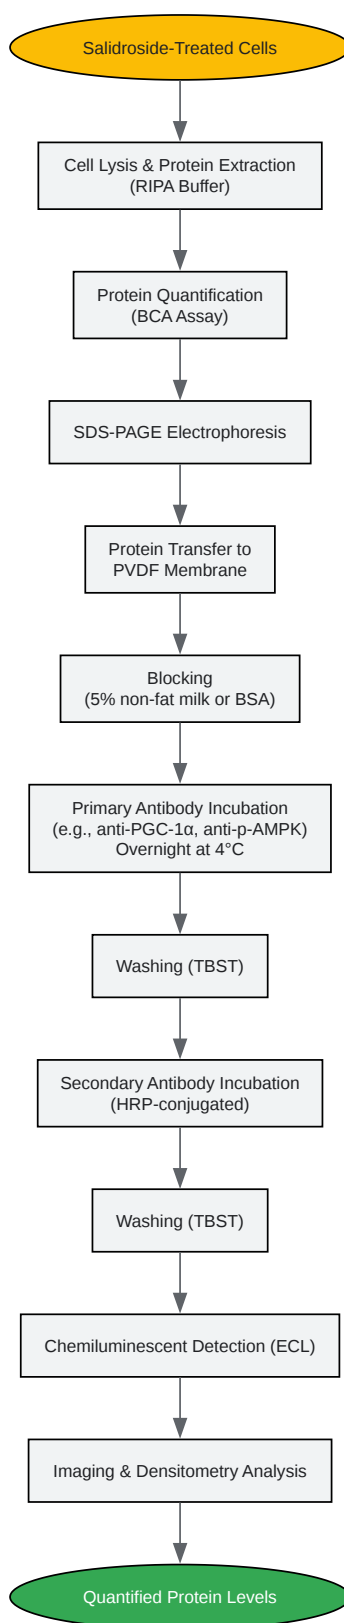 Salidroside-Treated Cells
Cell Lysis & Protein Extraction
(RIPA Buffer)
Protein Quantification
(BCA Assay)
SDS-PAGE Electrophoresis
Protein Transfer to
PVDF Membrane
Blocking
(5% non-fat milk or BSA)
Primary Antibody Incubation
(e.g., anti-PGC-1α, anti-p-AMPK)
Overnight at 4°C
Washing (TBST)
Secondary Antibody Incubation
(HRP-conjugated)
Washing (TBST)
Chemiluminescent Detection (ECL)
Imaging & Densitometry Analysis
Quantified Protein Levels